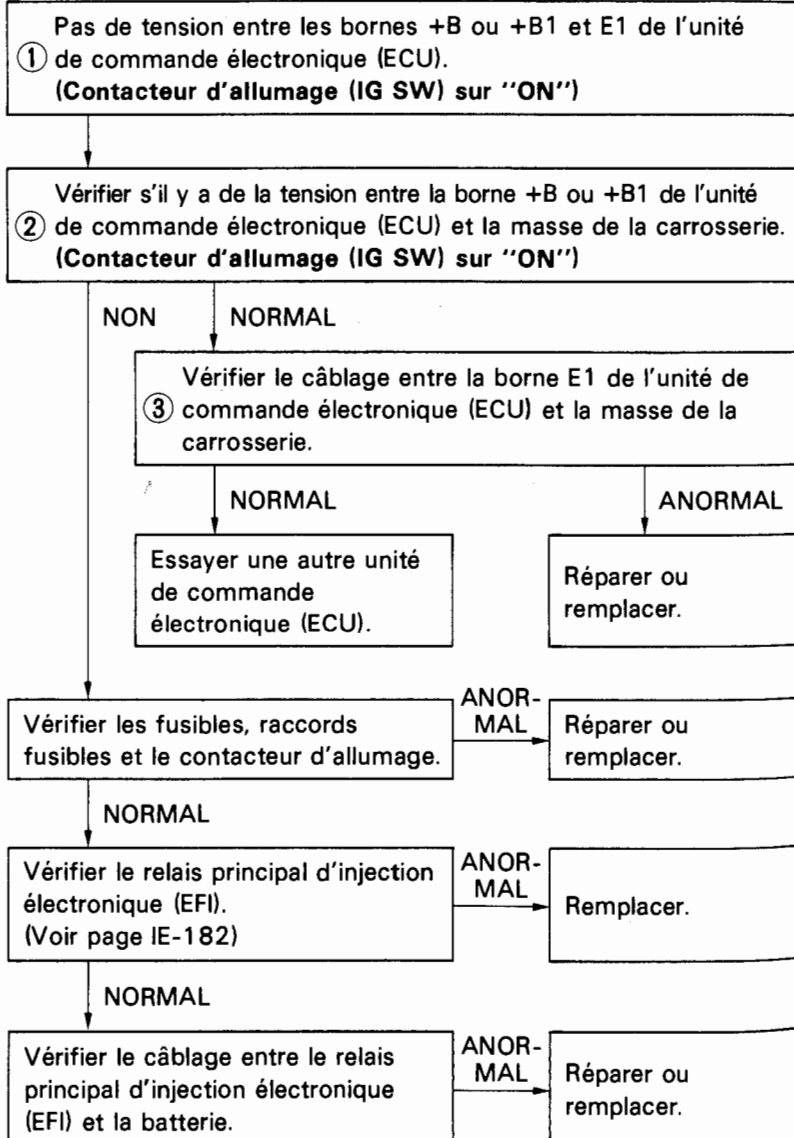 Pas de tension entre les bornes +B ou +B1 et E1 de l'unité
① de commande électronique (ECU).
(Contacteur d'allumage (IG SW) sur "ON")
Vérifier s'il y a de la tension entre la borne +B ou +B1 de l'unité
② de commande électronique (ECU) et la masse de la carrosserie.
(Contacteur d'allumage (IG SW) sur "ON")
NON
NORMAL
Vérifier le câblage entre la borne E1 de l'unité de
③ commande électronique (ECU) et la masse de la
carrosserie.
NORMAL
ANORMAL
Essayer une autre unité
de commande
électronique (ECU).
Réparer ou
remplacer.
Vérifier les fusibles, raccords
fusibles et le contacteur d'allumage.
ANOR-
MAL
Réparer ou
remplacer.
NORMAL
Vérifier le relais principal d'injection
électronique (EFI).
(Voir page IE-182)
ANOR-
MAL
Remplacer.
NORMAL
Vérifier le câblage entre le relais
principal d'injection électronique
(EFI) et la batterie.
ANOR-
MAL
Réparer ou
remplacer.